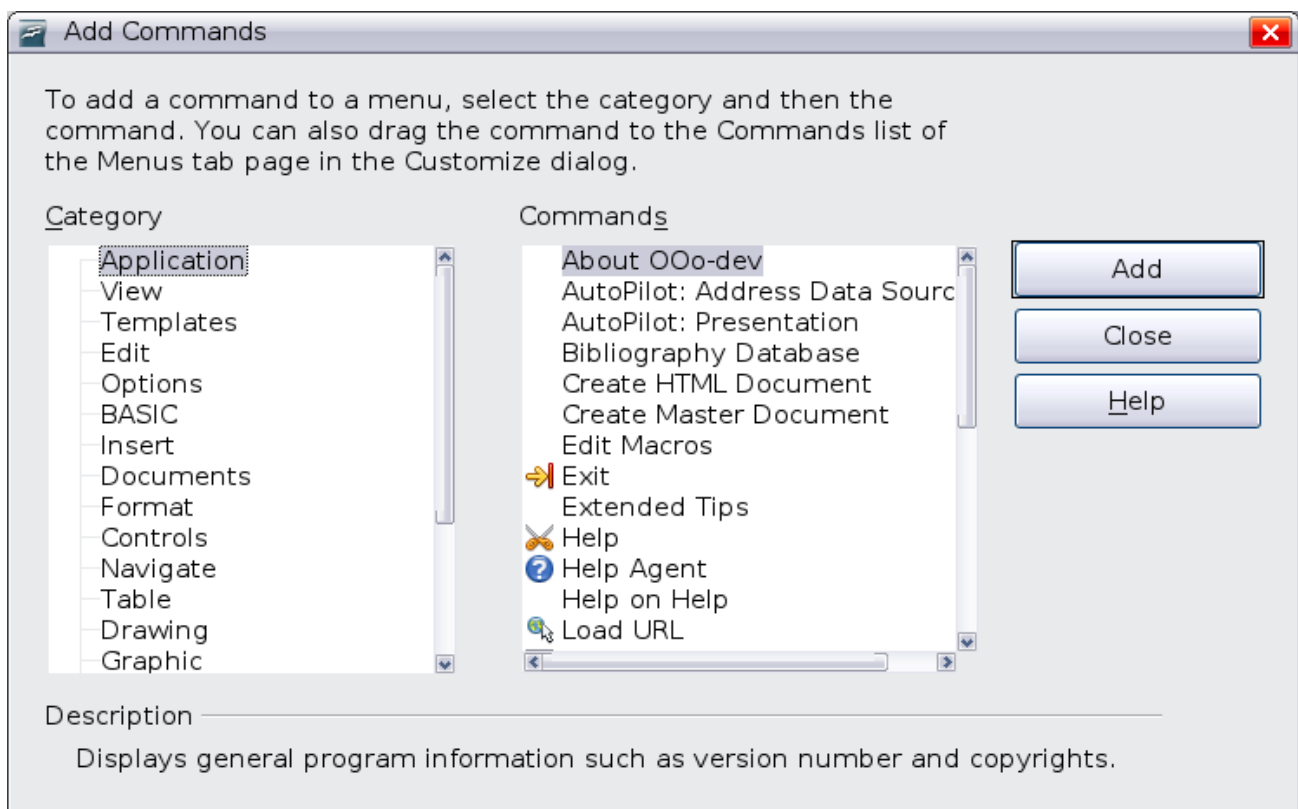 Add Commands
To add a command to a menu, select the category and then the
command. You can also drag the command to the Commands list of
the Menus tab page in the Customize dialog.
Category
Application
View
Templates
Edit
Options
BASIC
Insert
Documents
Format
Controls
Navigate
Table
Drawing
Graphic
Commands
About OOo-dev
AutoPilot: Address Data Sourc
AutoPilot: Presentation
Bibliography Database
Create HTML Document
Create Master Document
Edit Macros
Exit
Extended Tips
Help
Help Agent
Help on Help
Load URL
Add
Close
Help
Description
Displays general program information such as version number and copyrights.